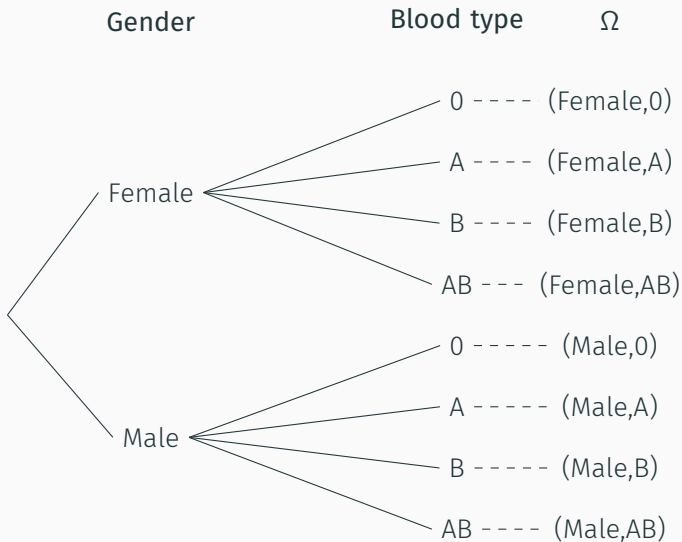 Gender Blood type Ω
0 (Female,0)
A (Female,A)
Female
B (Female,B)
AB (Female,AB)
0 (Male,0)
A (Male,A)
Male
B (Male,B)
AB (Male,AB)